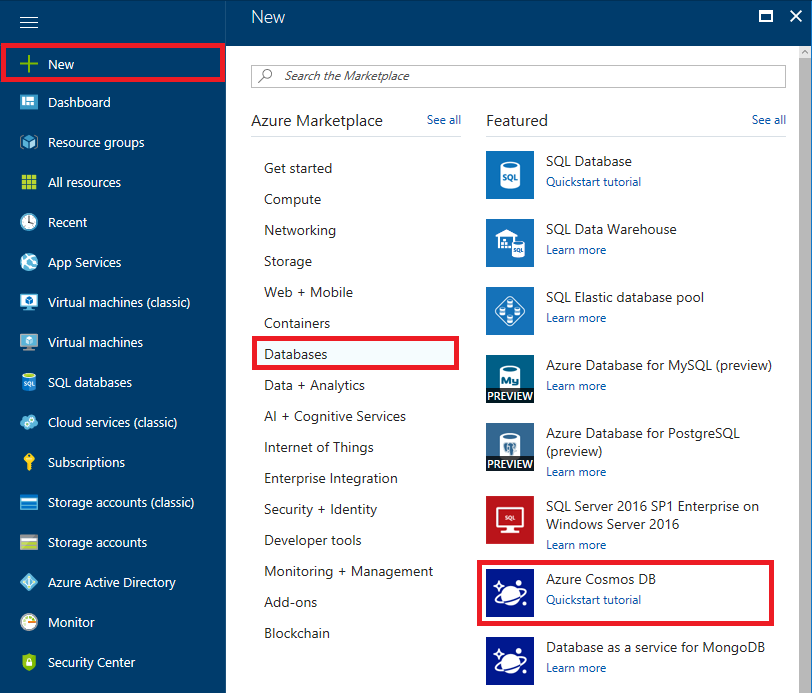 New
New
Dashboard
Resource groups
All resources
Recent
App Services
Virtual machines (classic)
Virtual machines
SQL
SQL databases
Cloud services (classic)
Subscriptions
Storage accounts (classic)
Storage accounts
Azure Active Directory
Monitor
Security Center
Search the Marketplace
Azure Marketplace
See all
Get started
Compute
Networking
Storage
Web + Mobile
Containers
Databases
Data + Analytics
AI + Cognitive Services
Internet of Things
Enterprise Integration
Security + Identity
Developer tools
Monitoring + Management
Add-ons
Blockchain
Featured
See all
SQL
SQL Database
Quickstart tutorial
SQL
SQL Data Warehouse
Learn more
SQL Elastic database pool
Learn more
My
PREVIEW
Azure Database for MySQL (preview)
Learn more
PREVIEW
Azure Database for PostgreSQL
(preview)
Learn more
SQL
SQL Server 2016 SP1 Enterprise on
Windows Server 2016
Learn more
Azure Cosmos DB
Quickstart tutorial
Database as a service for MongoDB
Learn more